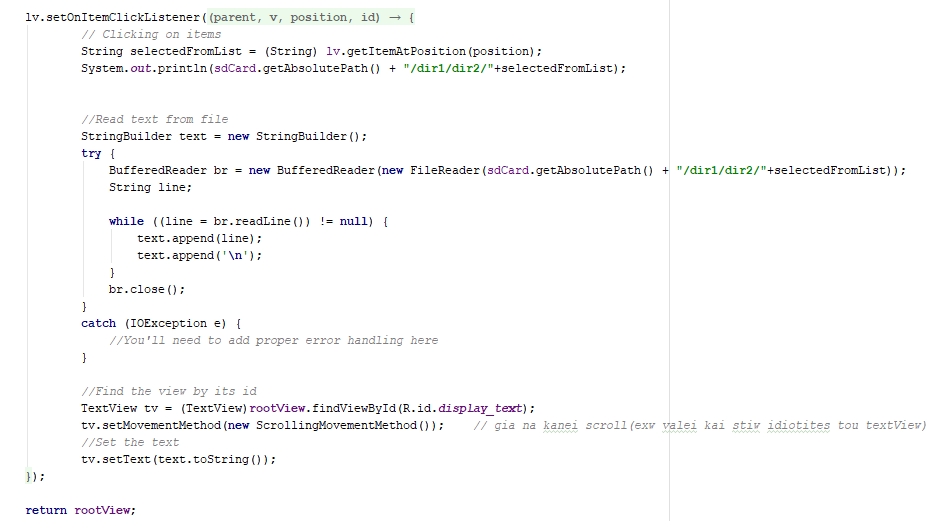 lv.setOnItemClickListener((parent, v, position, id) → {
// Clicking on items
String selectedFromList = (String) lv.getItemAtPosition(position);
System.out.println(sdCard.getAbsolutePath() + "/dir1/dir2/"+selectedFromList);
//Read text from file
StringBuilder text = new StringBuilder();
try {
BufferedReader br = new BufferedReader(new FileReader(sdCard.getAbsolutePath() + "/dir1/dir2/"+selectedFromList));
String line;
while ((line = br.readLine()) != null) {
text.append(line);
text.append('\n');
}
br.close();
}
catch (IOException e) {
//You'll need to add proper error handling here
}
//Find the view by its id
TextView tv = (TextView)rootView.findViewById(R.id.display_text);
tv.setMovementMethod(new ScrollingMovementMethod()); // gia na kanei scroll(exw valei kai stiw idiotites tou textView)
//Set the text
tv.setText(text.toString());
});
return rootView;